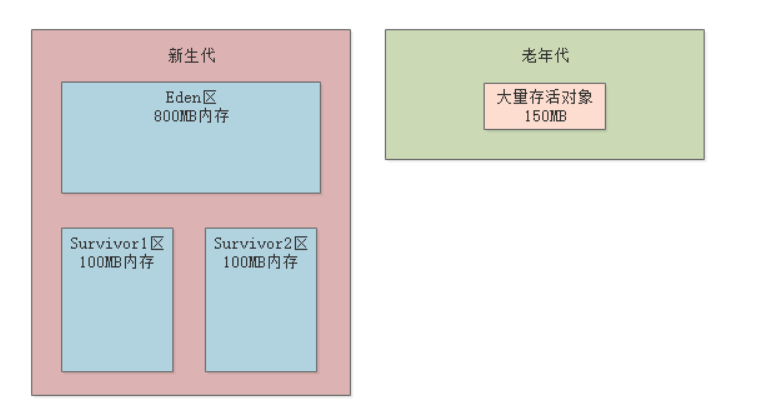 新生代
Eden区
800MB内存
Survivor1区
100MB内存
Survivor2区
100MB内存
老年代
大量存活对象
150MB